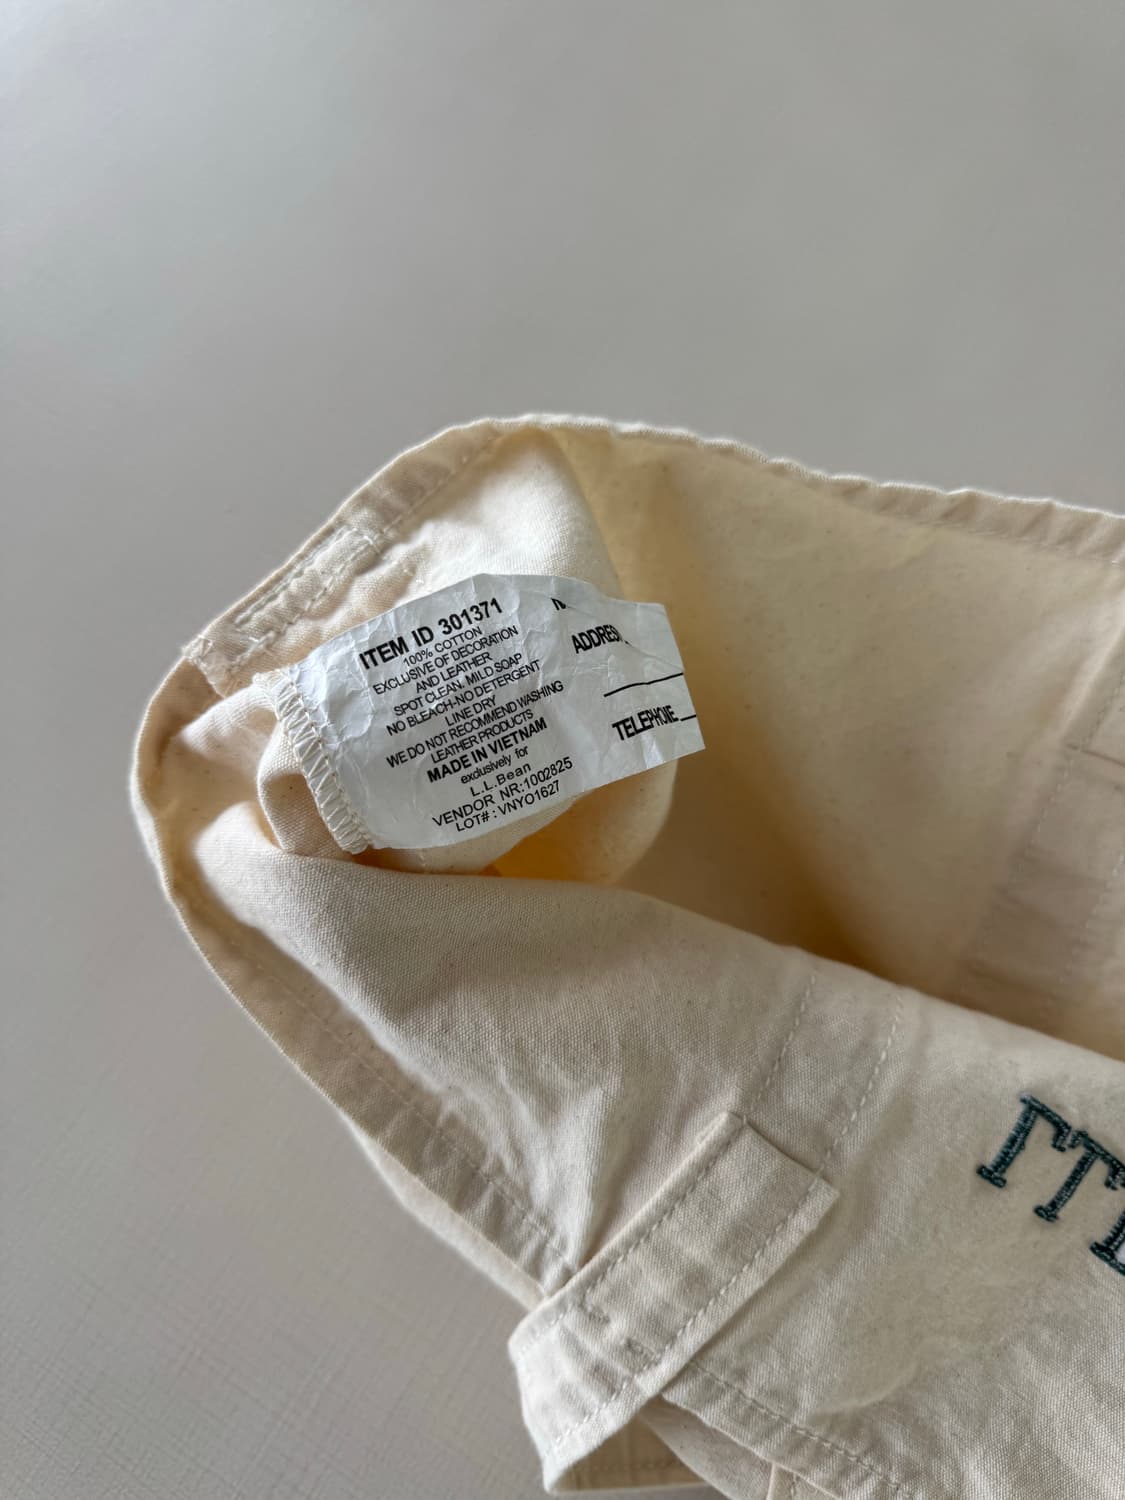 ITEM ID 301371
100% COTTON
EXCLUSIVE OF DECORATION
AND LEATHER
SPOT CLEAN. MILD SOAP
NO BLEACH-NO DETERGENT
LINE DRY
WE DO NOT RECOMMEND WASHING
LEATHER PRODUCTS
MADE IN VIETNAM
exclusively for
L.L.Bean
VENDOR NR:1002825
LOT# : VNYO1627
ADDRES
TELEPHONE